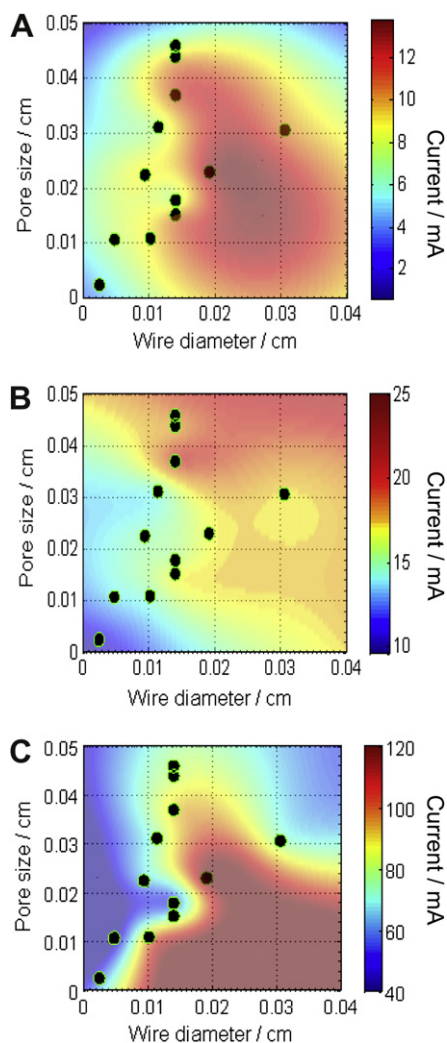 A
0.05
0.04
0.03
0.02
0.01
0
0 0.01 0.02 0.03 0.04
Pore size / cm
Wire diameter / cm
12
10
8
6
4
2
Current / mA
B
0.05
0.04
0.03
0.02
0.01
0
0 0.01 0.02 0.03 0.04
Pore size / cm
Wire diameter / cm
25
20
15
10
Current / mA
C
0.05
0.04
0.03
0.02
0.01
0
0 0.01 0.02 0.03 0.04
Pore size / cm
Wire diameter / cm
120
100
80
60
40
Current / mA